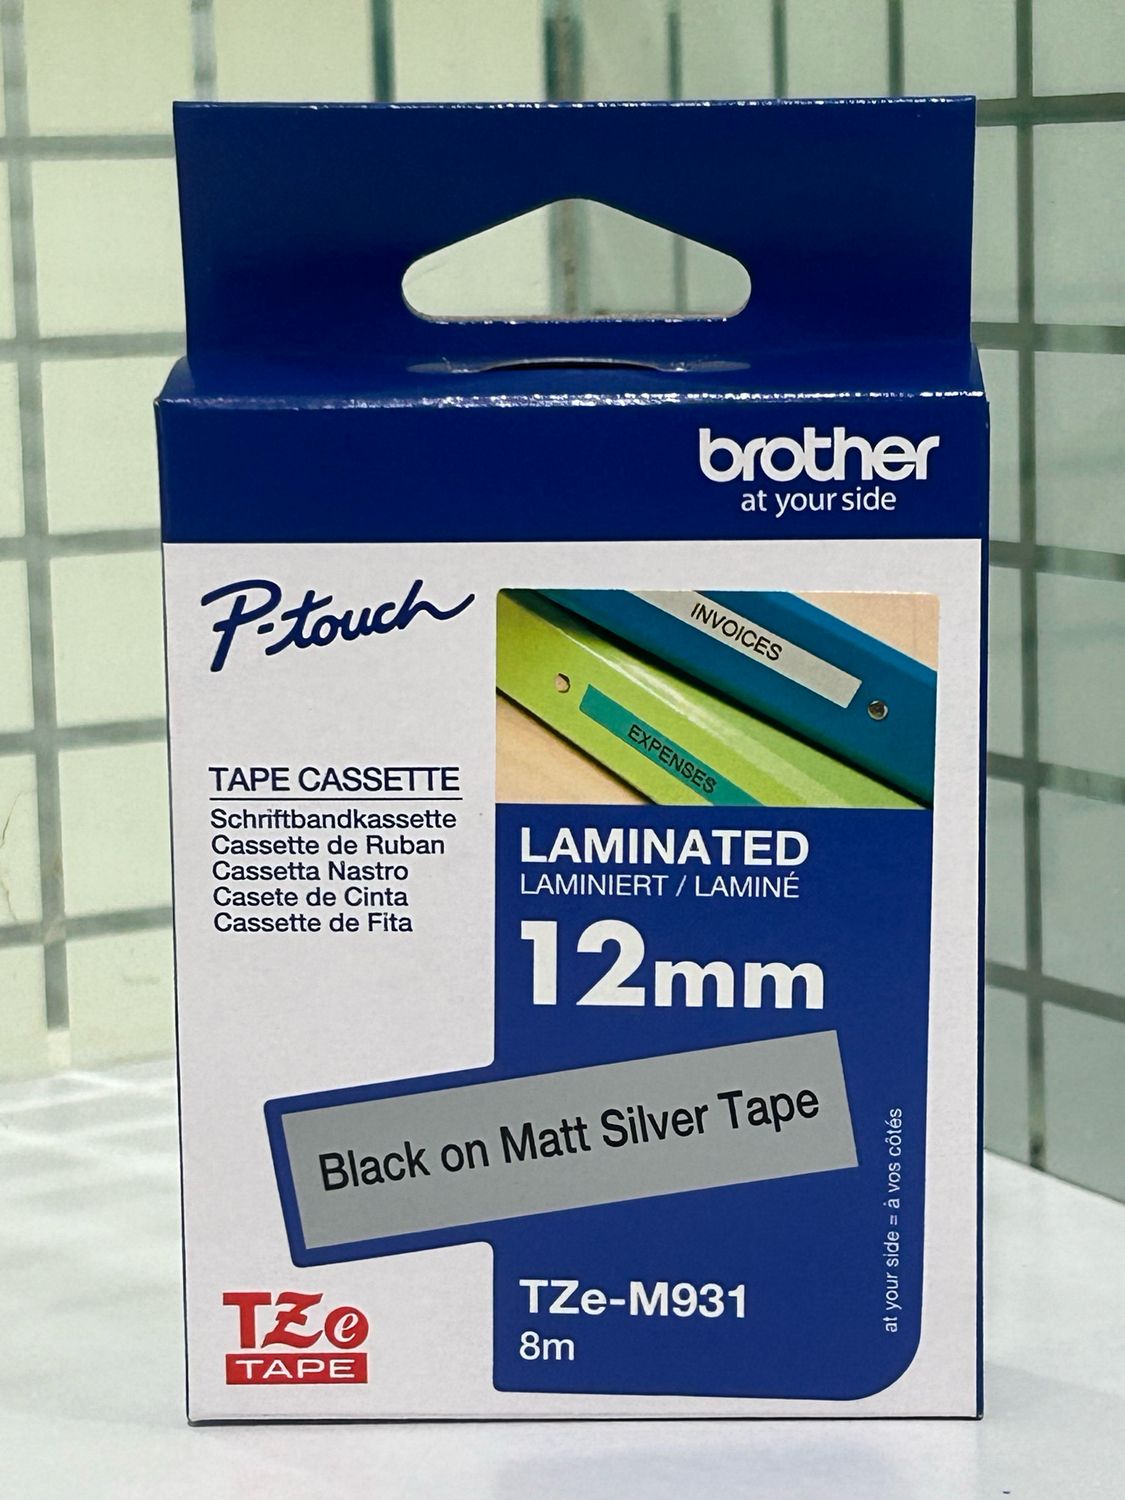 brother
at your side
P-touch
INVOICES
EXPENSES
TAPE CASSETTE
Schriftbandkassette
Cassette de Ruban
Cassetta Nastro
Casete de Cinta
Cassette de Fita
LAMINATED
LAMINIERT / LAMINÉ
12mm
Black on Matt Silver Tape
at your side = à vos côtés
TZe-M931
8m
TZe
TAPE